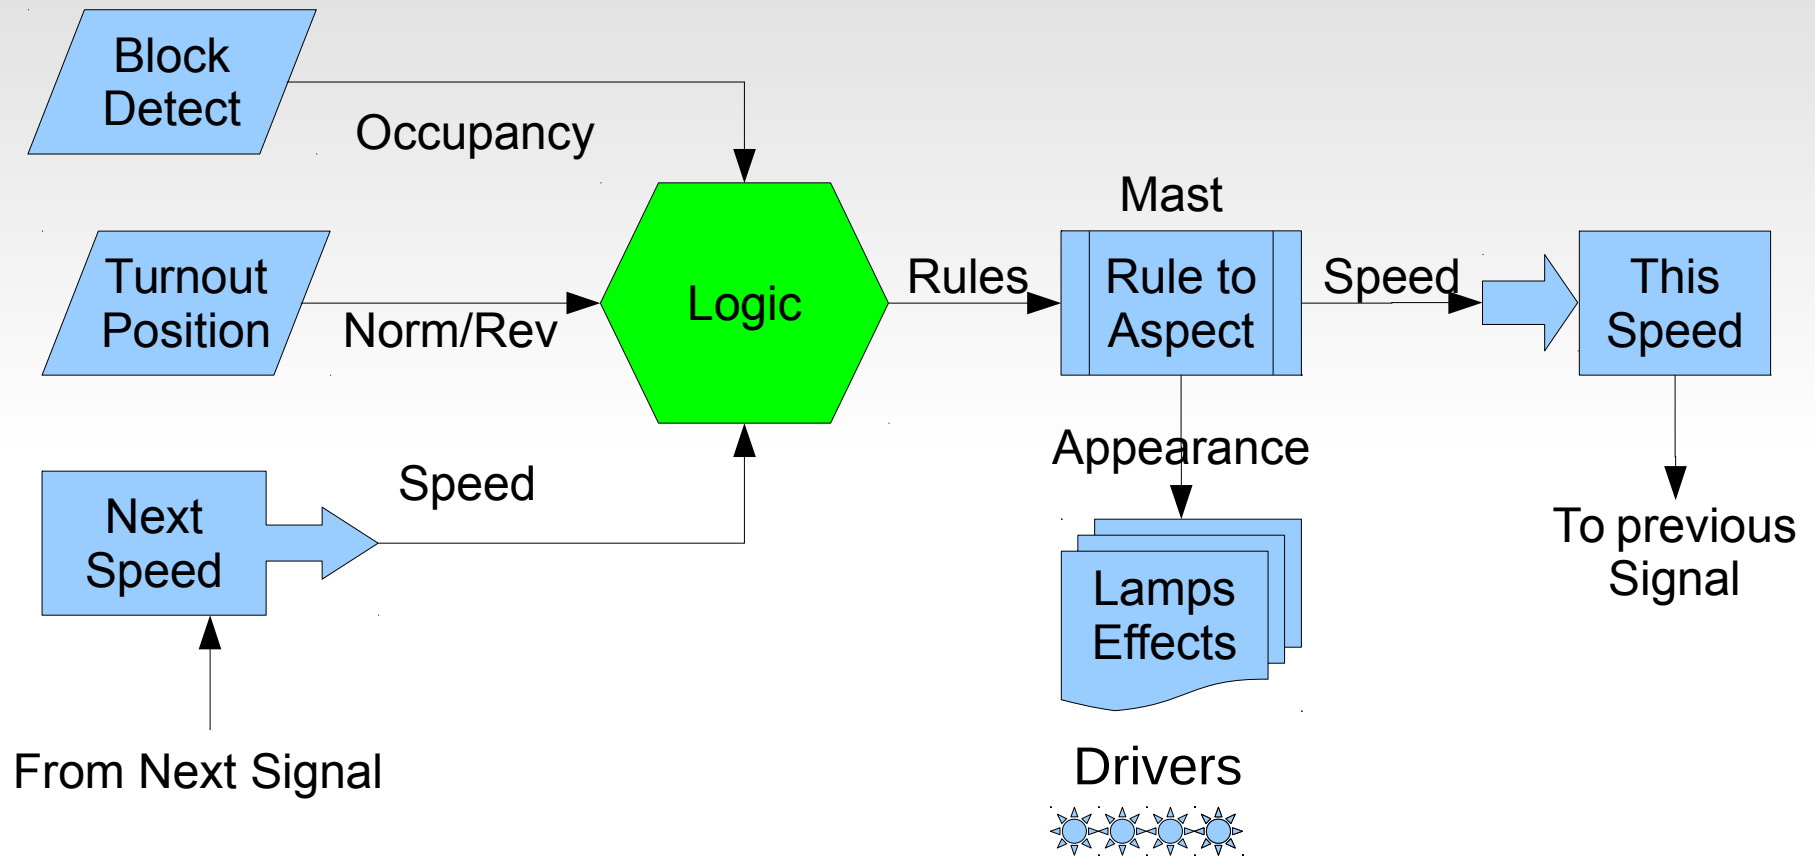 Block
Detect
Occupancy
Mast
Turnout
Position
Norm/Rev
Logic
Rules
Rule to
Aspect
Speed
This
Speed
Appearance
Speed
Next
Speed
To previous
Signal
Lamps
Effects
From Next Signal
Drivers